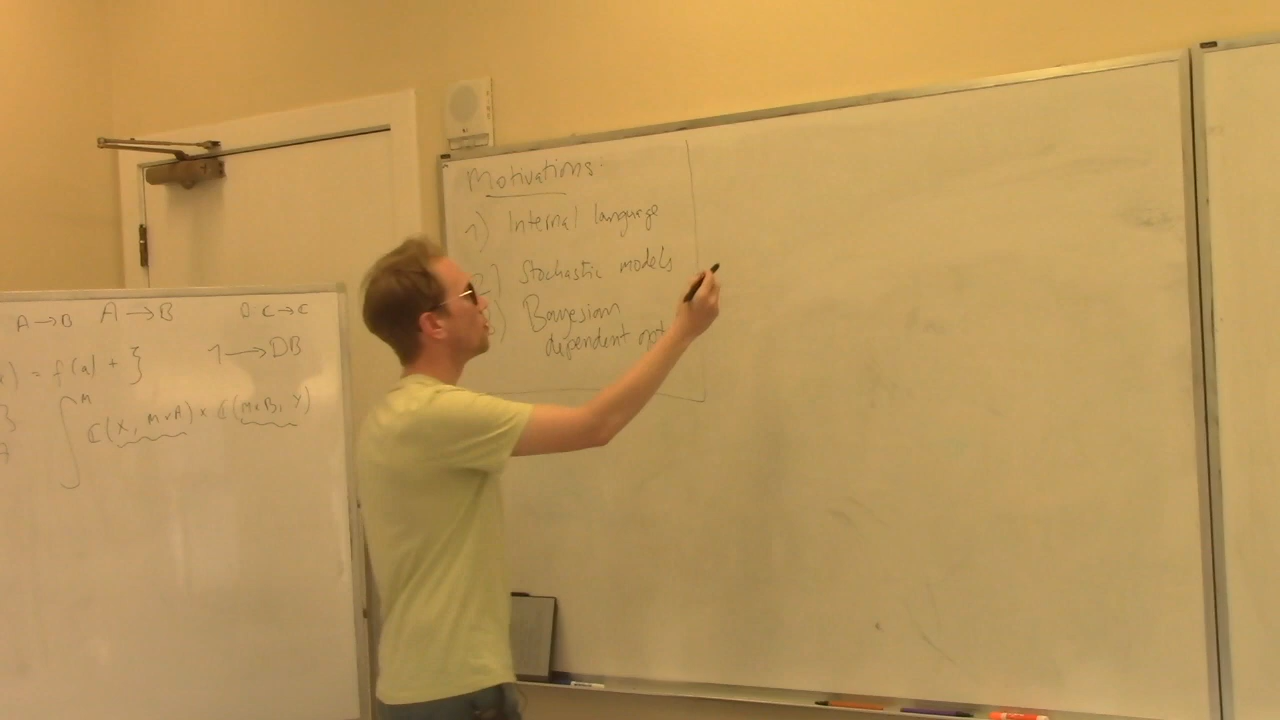 A→B A→B C→C
) = f(a) + }
1→DB
∫^M ℂ(X, M×A) × ℂ(M×B, Y)
}
A
Motivations:
1) Internal language
2) Stochastic models
3) Bayesian
dependent opt